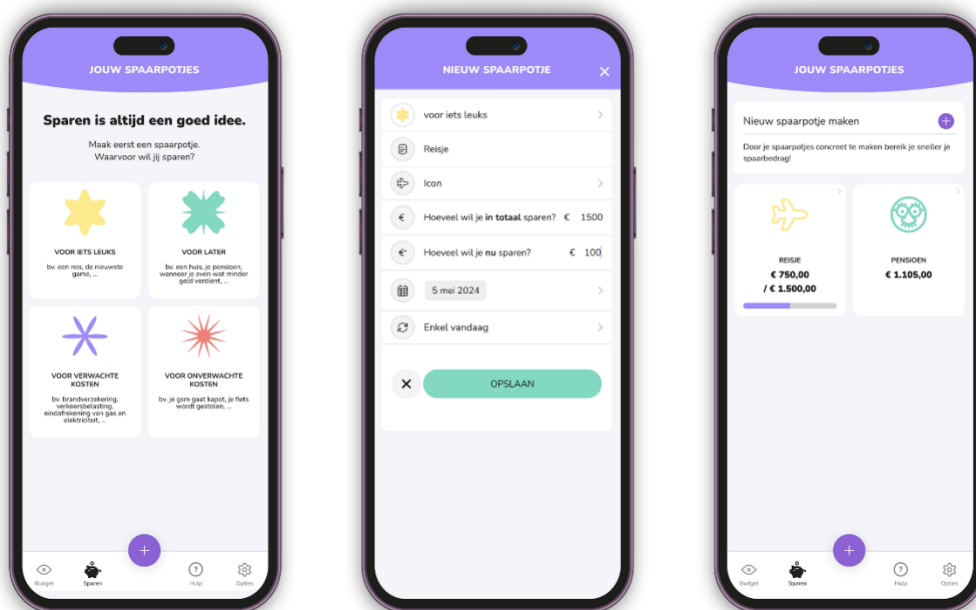 JOUW SPAARPOTJES
Sparen is altijd een goed idee.
Maak eerst een spaarpotje.
Waarvoor wil jij sparen?
VOOR IETS LEUKS
bv. een reis, de nieuwste
game, ...
VOOR LATER
bv. een huis, je pensioen,
wanneer je even wat minder
geld verdient, ...
VOOR VERWACHTE
KOSTEN
bv. brandverzekering,
verkeersbelasting,
eindafrekening van gas en
elektriciteit, ...
VOOR ONVERWACHTE
KOSTEN
bv. je gsm gaat kapot, je fiets
wordt gestolen, ...
+
Budget
Sparen
Hulp
Opties
NIEUW SPAARPOTJE
voor iets leuks
Reisje
Icon
Hoeveel wil je in totaal sparen? € 1500
Hoeveel wil je nu sparen? € 100
5 mei 2024
Enkel vandaag
OPSLAAN
JOUW SPAARPOTJES
Nieuw spaarpotje maken
Door je spaarpotjes concreet te maken bereik je sneller je
spaarbedrag!
REISJE
€ 750,00
/ € 1.500,00
PENSIOEN
€ 1.105,00
+
Budget
Sparen
Hulp
Opties